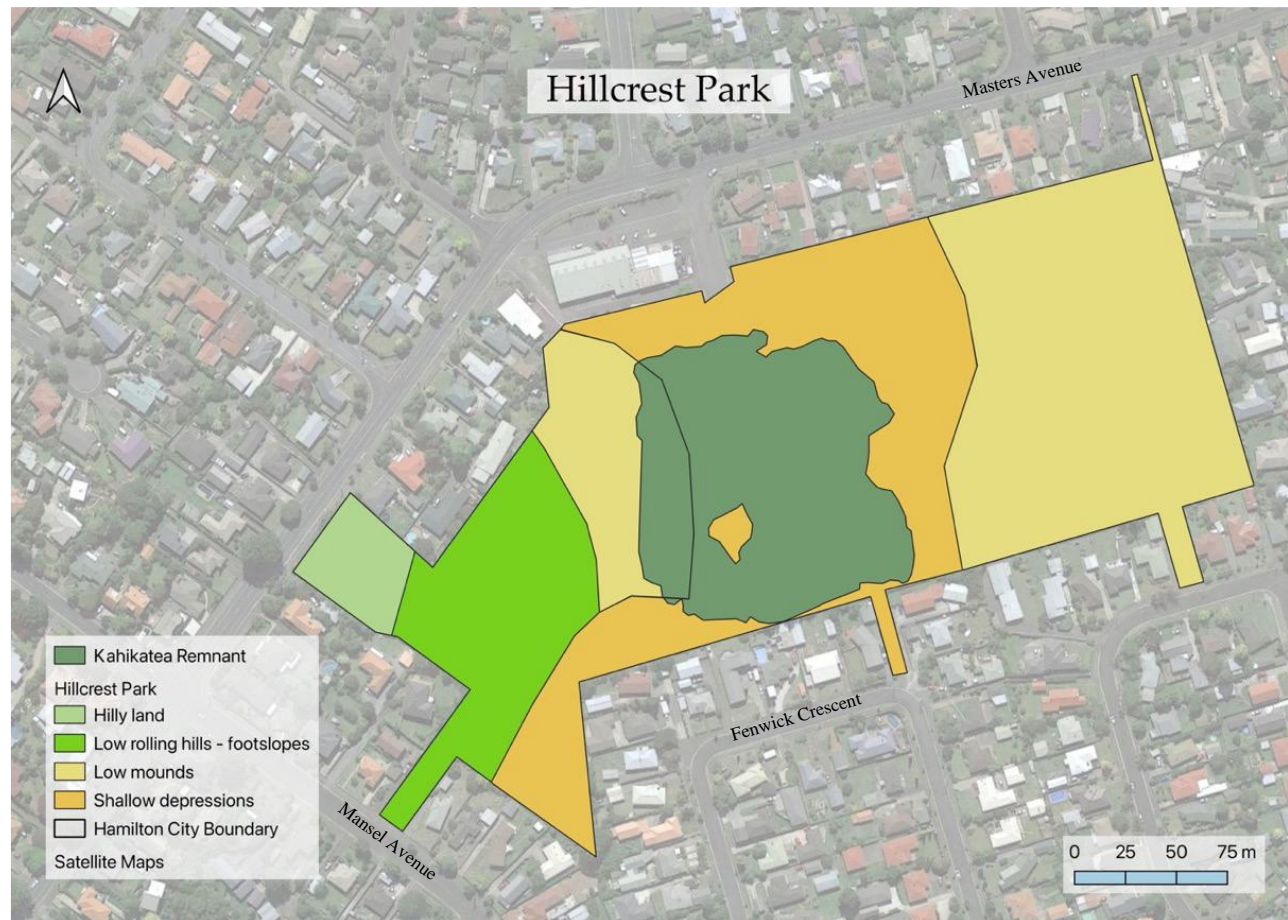 Hillcrest Park
Masters Avenue
Fenwick Crescent
Mansel Avenue
Kahikatea Remnant
Hillcrest Park
Hilly land
Low rolling hills - footslopes
Low mounds
Shallow depressions
Hamilton City Boundary
Satellite Maps
0 25 50 75 m